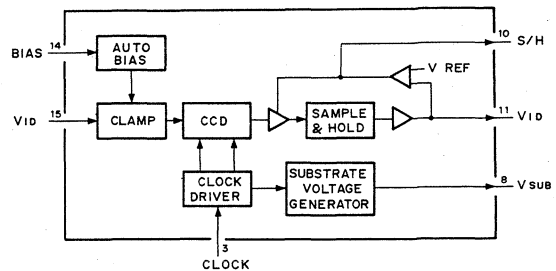 BIAS 14
AUTO
BIAS
10 S/H
V REF
VID 15
CLAMP
CCD
SAMPLE
& HOLD
11 VID
CLOCK
DRIVER
SUBSTRATE
VOLTAGE
GENERATOR
8 VSUB
3
CLOCK